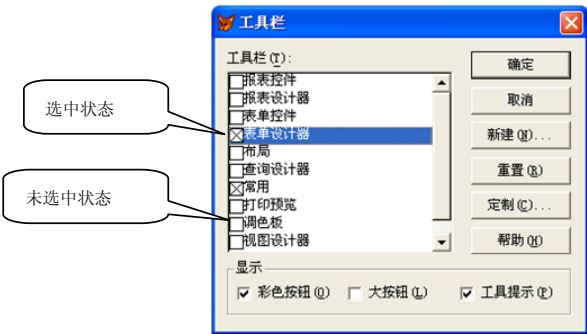 工具栏
工具栏(T):
报表控件
报表设计器
表单控件
表单设计器
布局
查询设计器
常用
打印预览
调色板
视图设计器
确定
取消
新建(N)...
重置(R)
定制(C)...
帮助(H)
选中状态
未选中状态
显示
彩色按钮(O)
大按钮(L)
工具提示(P)